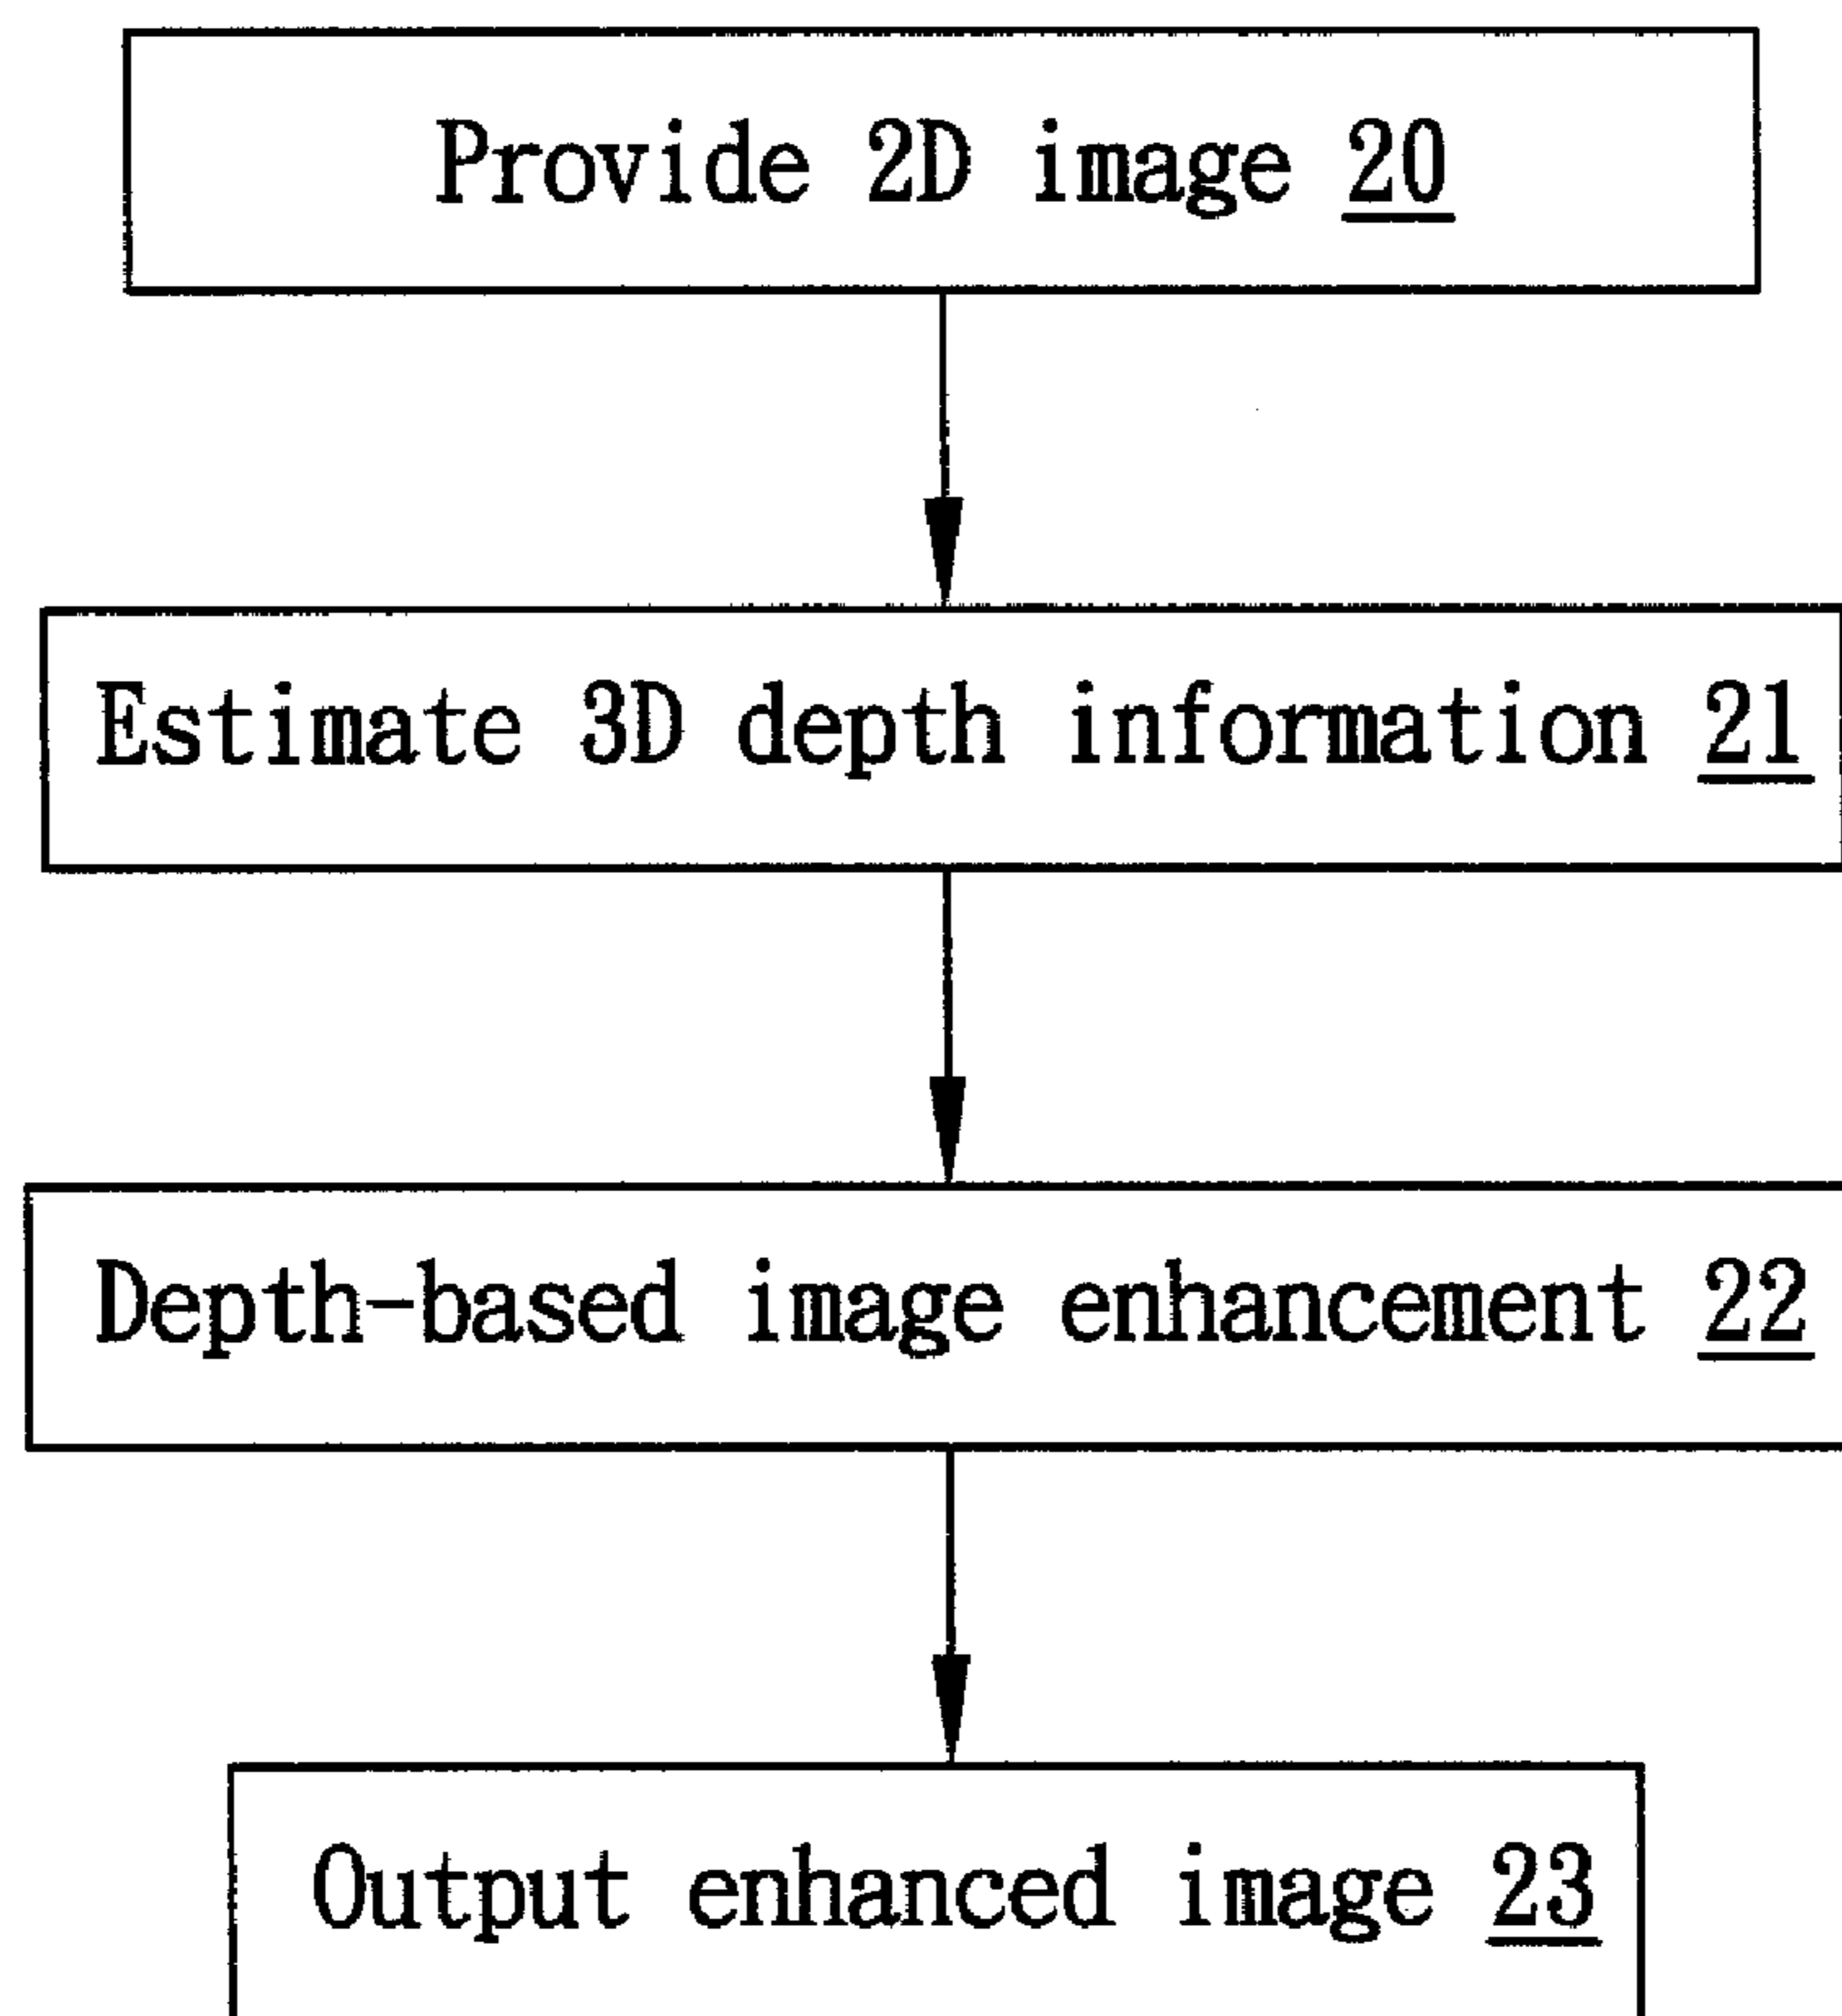 Provide 2D image 20
Estimate 3D depth information 21
Depth-based image enhancement 22
Output enhanced image 23